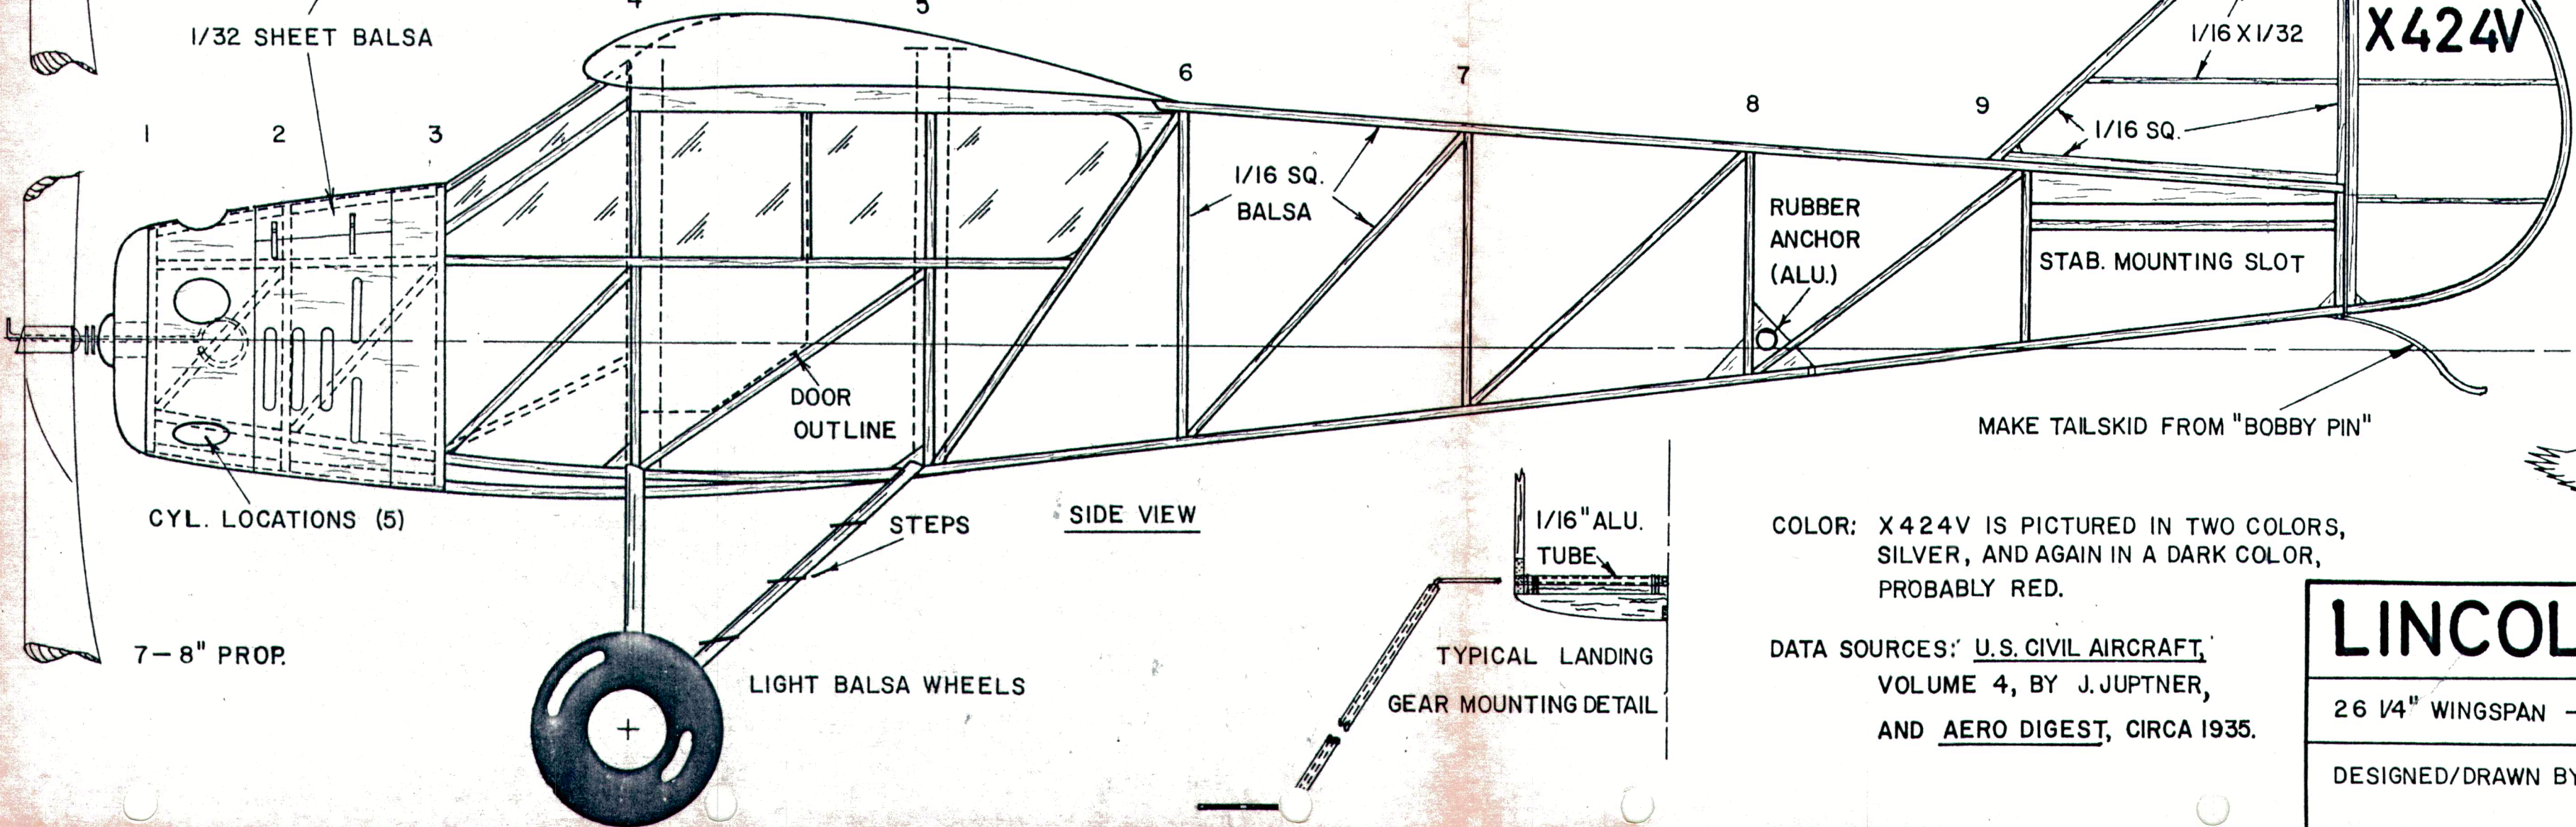 4
5
1/32 SHEET BALSA
1/16 X 1/32
X424V
6
7
8
9
1
2
3
1/16 SQ.
1/16 SQ.
BALSA
RUBBER
ANCHOR
(ALU.)
STAB. MOUNTING SLOT
DOOR
OUTLINE
MAKE TAILSKID FROM "BOBBY PIN"
CYL. LOCATIONS (5)
STEPS
SIDE VIEW
1/16" ALU.
TUBE
COLOR: X424V IS PICTURED IN TWO COLORS,
SILVER, AND AGAIN IN A DARK COLOR,
PROBABLY RED.
7-8" PROP.
LIGHT BALSA WHEELS
TYPICAL LANDING
GEAR MOUNTING DETAIL
DATA SOURCES: U.S. CIVIL AIRCRAFT,
VOLUME 4, BY J. JUPTNER,
AND AERO DIGEST, CIRCA 1935.
LINCOL
26 1/4" WINGSPAN -
DESIGNED/DRAWN BY